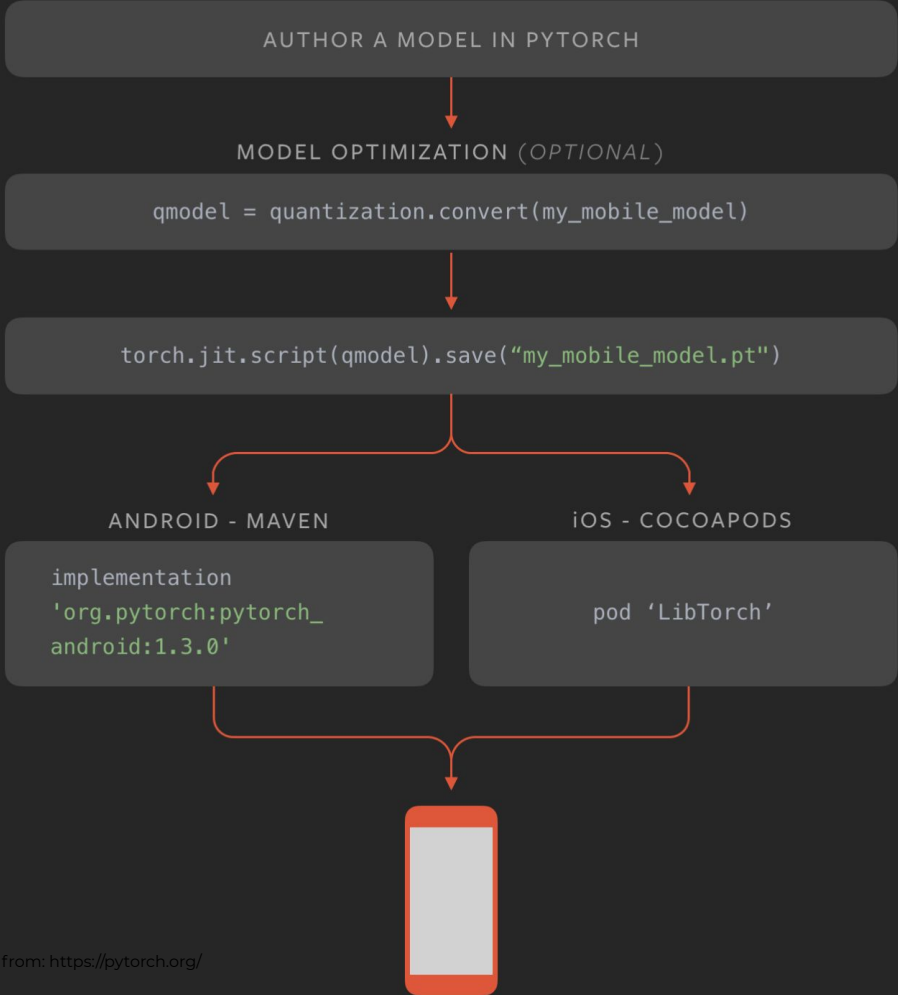 AUTHOR A MODEL IN PYTORCH
MODEL OPTIMIZATION (OPTIONAL)
qmodel = quantization.convert(my_mobile_model)
torch.jit.script(qmodel).save(“my_mobile_model.pt")
ANDROID - MAVEN
implementation
'org.pytorch:pytorch_
android:1.3.0'
iOS - COCOAPODS
pod ‘LibTorch’
from: https://pytorch.org/